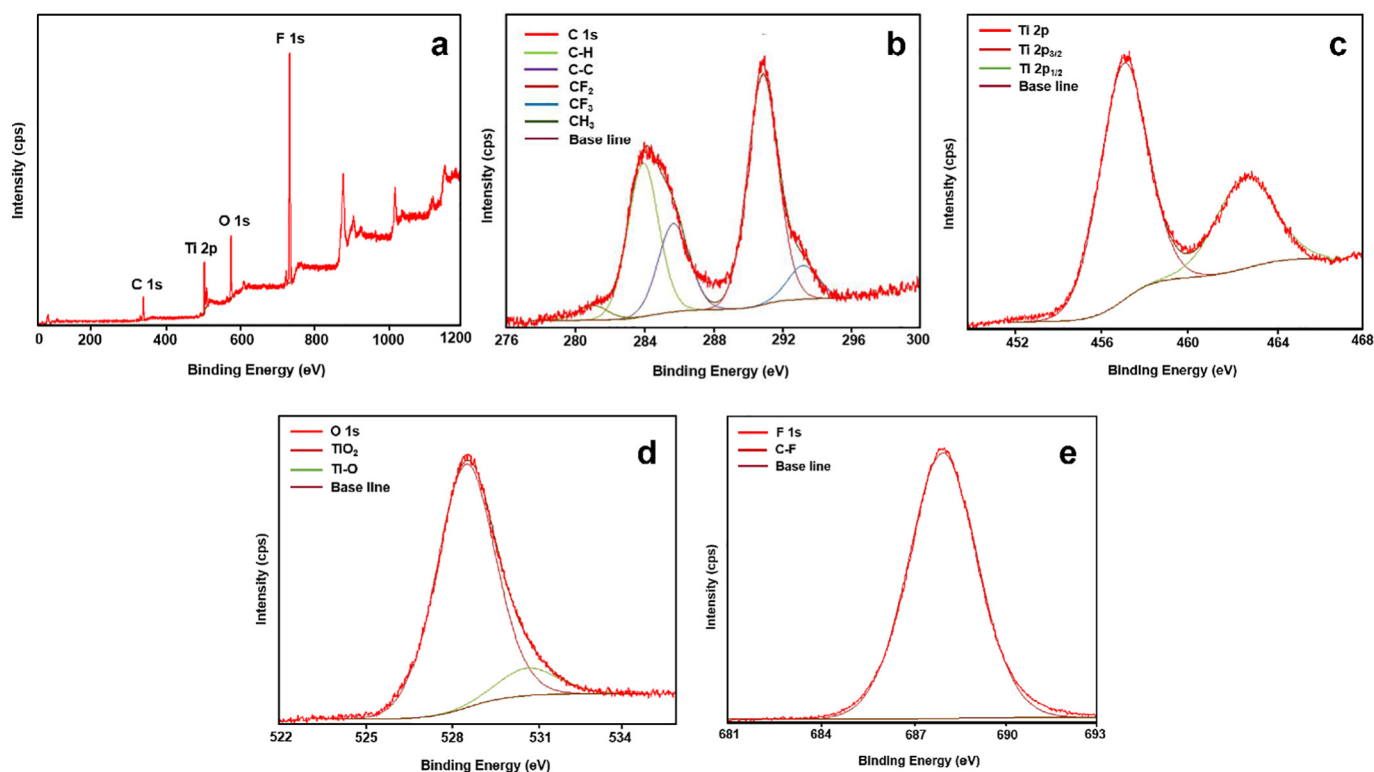 a
F 1s
O 1s
Ti 2p
C 1s
Intensity (cps)
0 200 400 600 800 1000 1200
Binding Energy (eV)
b
C 1s
C-H
C-C
CF2
CF3
CH3
Base line
Intensity (cps)
276 280 284 288 292 296 300
Binding Energy (eV)
c
Ti 2p
Ti 2p3/2
Ti 2p1/2
Base line
Intensity (cps)
452 456 460 464 468
Binding Energy (eV)
d
O 1s
TiO2
Ti-O
Base line
Intensity (cps)
522 525 528 531 534
Binding Energy (eV)
e
F 1s
C-F
Base line
Intensity (cps)
681 684 687 690 693
Binding Energy (eV)